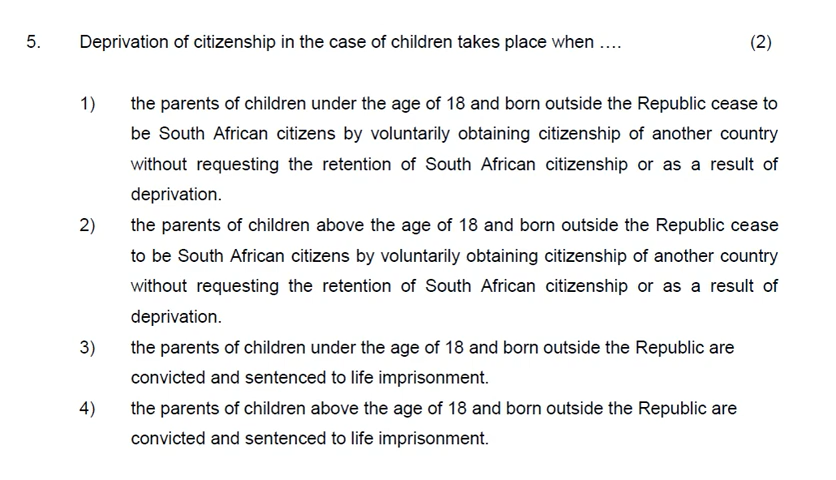 5. Deprivation of citizenship in the case of children takes place when .... (2)
1) the parents of children under the age of 18 and born outside the Republic cease to
be South African citizens by voluntarily obtaining citizenship of another country
without requesting the retention of South African citizenship or as a result of
deprivation.
2) the parents of children above the age of 18 and born outside the Republic cease
to be South African citizens by voluntarily obtaining citizenship of another country
without requesting the retention of South African citizenship or as a result of
deprivation.
3) the parents of children under the age of 18 and born outside the Republic are
convicted and sentenced to life imprisonment.
4) the parents of children above the age of 18 and born outside the Republic are
convicted and sentenced to life imprisonment.